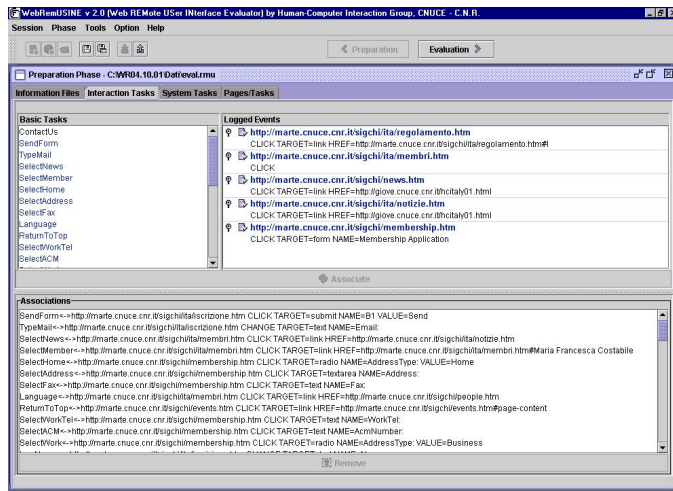 WebRemUSINE v 2.0 (Web REMote USer INterface Evaluator) by Human-Computer Interaction Group, CNUCE - C.N.R.
Session Phase Tools Option Help
Preparation Evaluation
Preparation Phase - C:\WR04.10.01\Dati\eval.rmu
Information Files Interaction Tasks System Tasks Pages/Tasks
Basic Tasks
ContactUs
SendForm
TypeMail
SelectNews
SelectMember
SelectHome
SelectAddress
SelectFax
Language
ReturnToTop
SelectWorkTel
SelectACM
Logged Events
http://marte.cnuce.cnr.it/sigchi/ita/regolamento.htm
CLICK TARGET=link HREF=http://marte.cnuce.cnr.it/sigchi/ita/regolamento.htm#I
http://marte.cnuce.cnr.it/sigchi/ita/membri.htm
CLICK
http://marte.cnuce.cnr.it/sigchi/news.htm
CLICK TARGET=link HREF=http://giove.cnuce.cnr.it/hcitaly01.html
http://marte.cnuce.cnr.it/sigchi/ita/notizie.htm
CLICK TARGET=link HREF=http://giove.cnuce.cnr.it/hcitaly01.html
http://marte.cnuce.cnr.it/sigchi/membership.htm
CLICK TARGET=form NAME=Membership Application
Associate
Associations
SendForm<->http://marte.cnuce.cnr.it/sigchi/ita/iscrizione.htm CLICK TARGET=submit NAME=B1 VALUE=Send
TypeMail<->http://marte.cnuce.cnr.it/sigchi/ita/iscrizione.htm CHANGE TARGET=text NAME=Email:
SelectNews<->http://marte.cnuce.cnr.it/sigchi/ita/membri.htm CLICK TARGET=link HREF=http://marte.cnuce.cnr.it/sigchi/ita/notizie.htm
SelectMember<->http://marte.cnuce.cnr.it/sigchi/ita/membri.htm CLICK TARGET=link HREF=http://marte.cnuce.cnr.it/sigchi/ita/membri.htm#Maria Francesca Costabile
SelectHome<->http://marte.cnuce.cnr.it/sigchi/membership.htm CLICK TARGET=radio NAME=AddressType: VALUE=Home
SelectAddress<->http://marte.cnuce.cnr.it/sigchi/membership.htm CLICK TARGET=textarea NAME=Address:
SelectFax<->http://marte.cnuce.cnr.it/sigchi/membership.htm CLICK TARGET=text NAME=Fax:
Language<->http://marte.cnuce.cnr.it/sigchi/ita/membri.htm CLICK TARGET=link HREF=http://marte.cnuce.cnr.it/sigchi/people.htm
ReturnToTop<->http://marte.cnuce.cnr.it/sigchi/events.htm CLICK TARGET=link HREF=http://marte.cnuce.cnr.it/sigchi/events.htm#page-content
SelectWorkTel<->http://marte.cnuce.cnr.it/sigchi/membership.htm CLICK TARGET=text NAME=WorkTel:
SelectACM<->http://marte.cnuce.cnr.it/sigchi/membership.htm CLICK TARGET=text NAME=AcmNumber:
SelectWork<->http://marte.cnuce.cnr.it/sigchi/membership.htm CLICK TARGET=radio NAME=AddressType: VALUE=Business
Remove